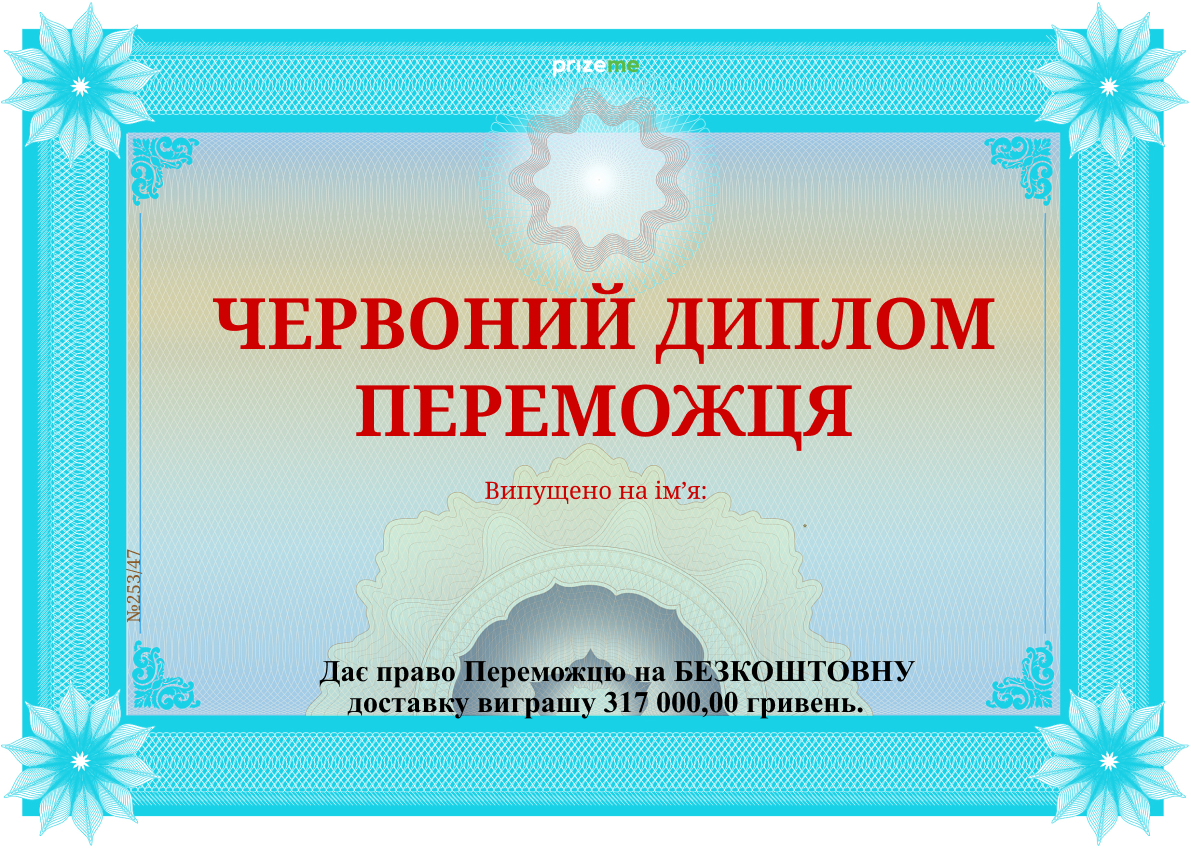 prizeme
ЧЕРВОНИЙ ДИПЛОМ
ПЕРЕМОЖЦЯ
Випущено на ім’я:
№253/47
Дає право Переможцю на БЕЗКОШТОВНУ
доставку виграшу 317 000,00 гривень.